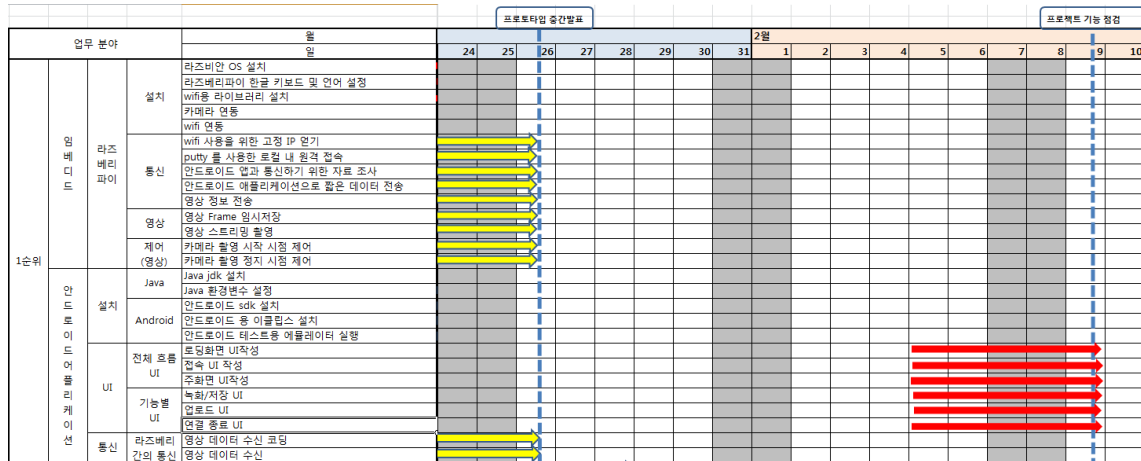 프로토타입 중간발표
프로젝트 기능 점검
업무 분야
월
2월
일
24 25 26 27 28 29 30 31 1 2 3 4 5 6 7 8 9 10
1순위
임베디드
라즈베리파이
설치
라즈비안 OS 설치
라즈베리파이 한글 키보드 및 언어 설정
wifi용 라이브러리 설치
카메라 연동
wifi 연동
통신
wifi 사용을 위한 고정 IP 얻기
putty 를 사용한 로컬 내 원격 접속
안드로이드 앱과 통신하기 위한 자료 조사
안드로이드 애플리케이션으로 짧은 데이터 전송
영상 정보 전송
영상
영상 Frame 임시저장
영상 스트리밍 촬영
제어
(영상)
카메라 촬영 시작 시점 제어
카메라 촬영 정지 시점 제어
안드로이드어플리케이션
설치
Java
Java jdk 설치
Java 환경변수 설정
Android
안드로이드 sdk 설치
안드로이드 용 이클립스 설치
안드로이드 테스트용 에뮬레이터 실행
UI
전체 흐름
UI
로딩화면 UI작성
접속 UI 작성
주화면 UI작성
기능별
UI
녹화/저장 UI
업로드 UI
연결 종료 UI
통신
라즈베리
간의 통신
영상 데이터 수신 코딩
영상 데이터 수신